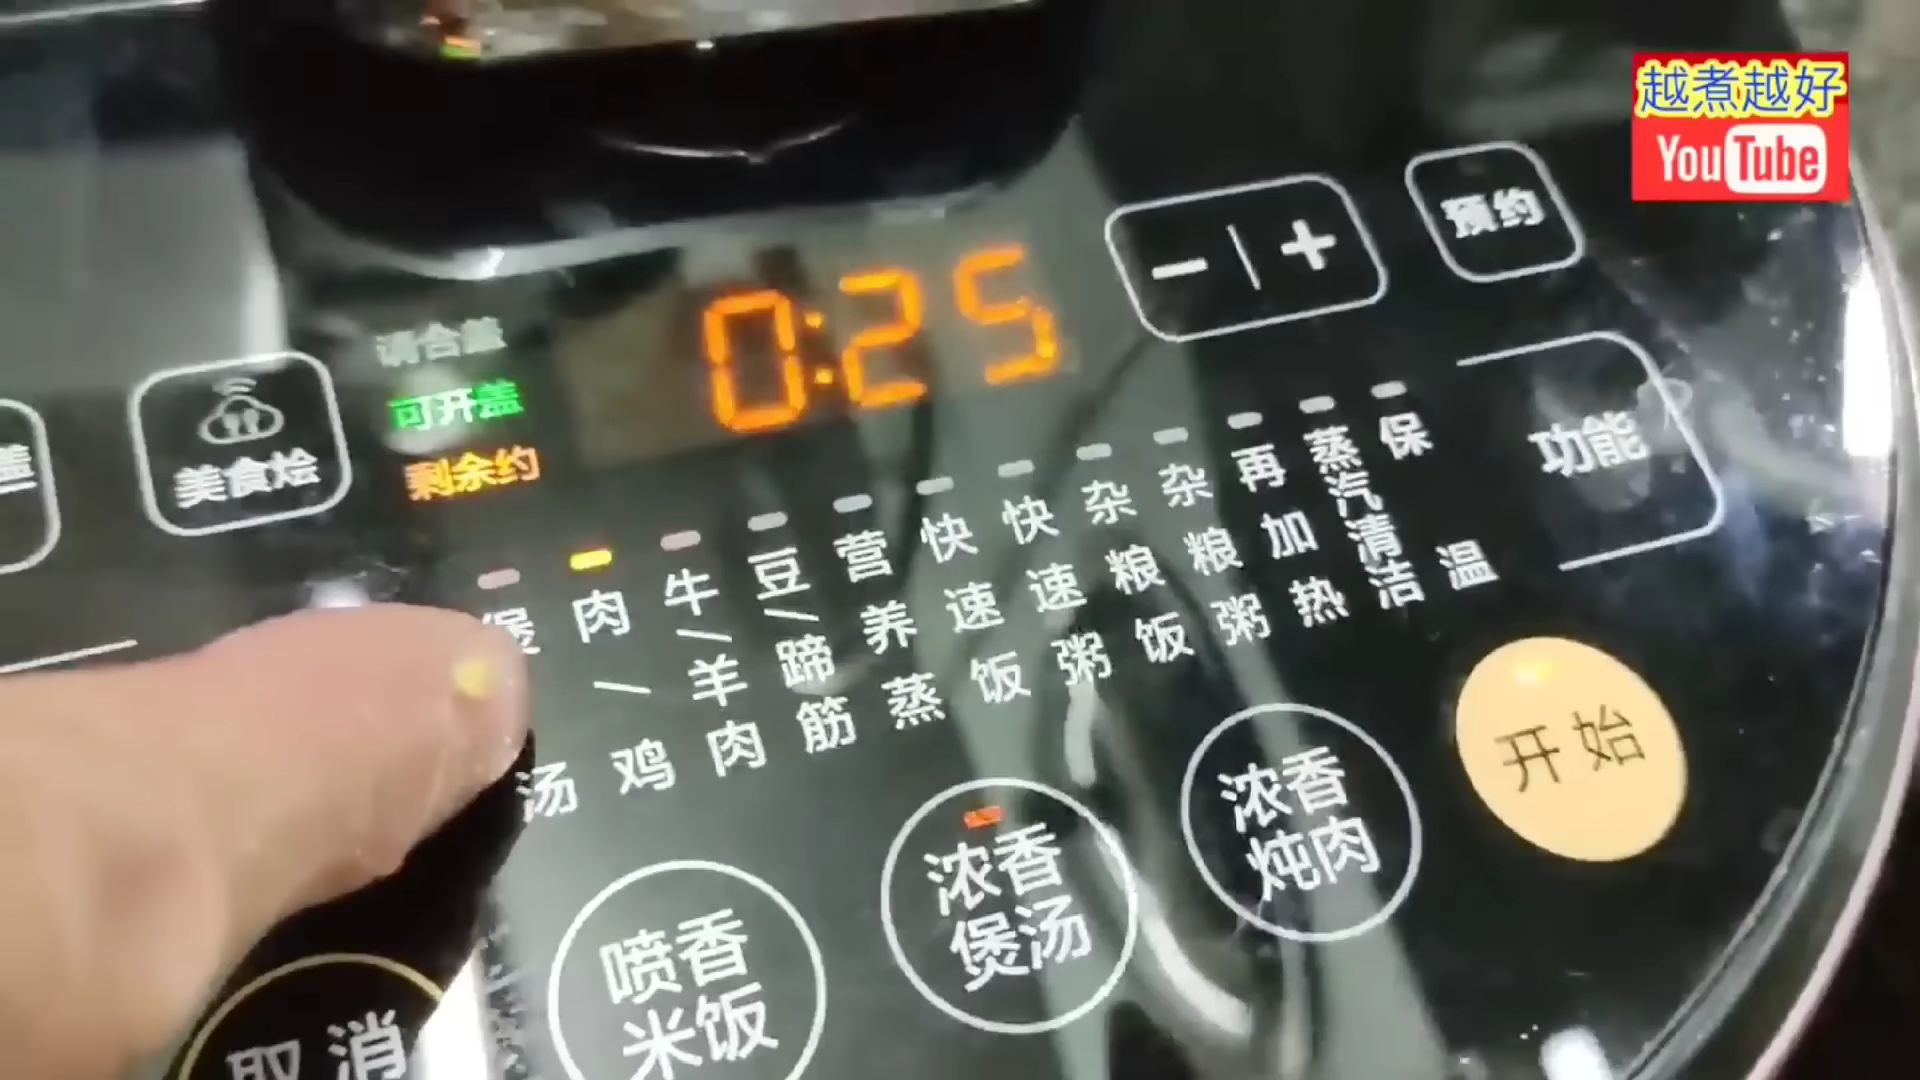 越煮越好
YouTube
预约
- | +
0:25
请合盖
可开盖
剩余约
盖
美食烩
功能
煲汤
肉/鸡
牛/羊肉
豆/蹄筋
营养蒸
快速饭
快速粥
杂粮饭
杂粮粥
再加热
蒸汽清洁
保温
开始
浓香
炖肉
浓香
煲汤
喷香
米饭
取消